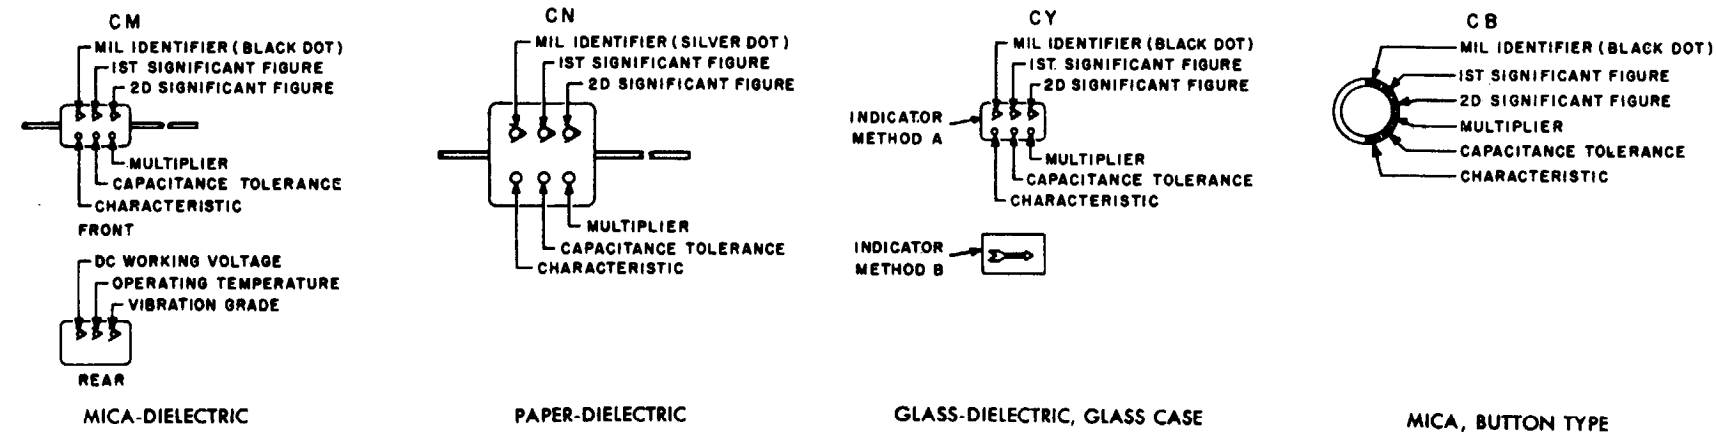 CM
MIL IDENTIFIER (BLACK DOT)
1ST SIGNIFICANT FIGURE
2D SIGNIFICANT FIGURE
MULTIPLIER
CAPACITANCE TOLERANCE
CHARACTERISTIC
FRONT
DC WORKING VOLTAGE
OPERATING TEMPERATURE
VIBRATION GRADE
REAR
MICA-DIELECTRIC
CN
MIL IDENTIFIER (SILVER DOT)
1ST SIGNIFICANT FIGURE
2D SIGNIFICANT FIGURE
MULTIPLIER
CAPACITANCE TOLERANCE
CHARACTERISTIC
PAPER-DIELECTRIC
CY
MIL IDENTIFIER (BLACK DOT)
1ST SIGNIFICANT FIGURE
2D SIGNIFICANT FIGURE
INDICATOR
METHOD A
MULTIPLIER
CAPACITANCE TOLERANCE
CHARACTERISTIC
INDICATOR
METHOD B
GLASS-DIELECTRIC, GLASS CASE
CB
MIL IDENTIFIER (BLACK DOT)
1ST SIGNIFICANT FIGURE
2D SIGNIFICANT FIGURE
MULTIPLIER
CAPACITANCE TOLERANCE
CHARACTERISTIC
MICA, BUTTON TYPE